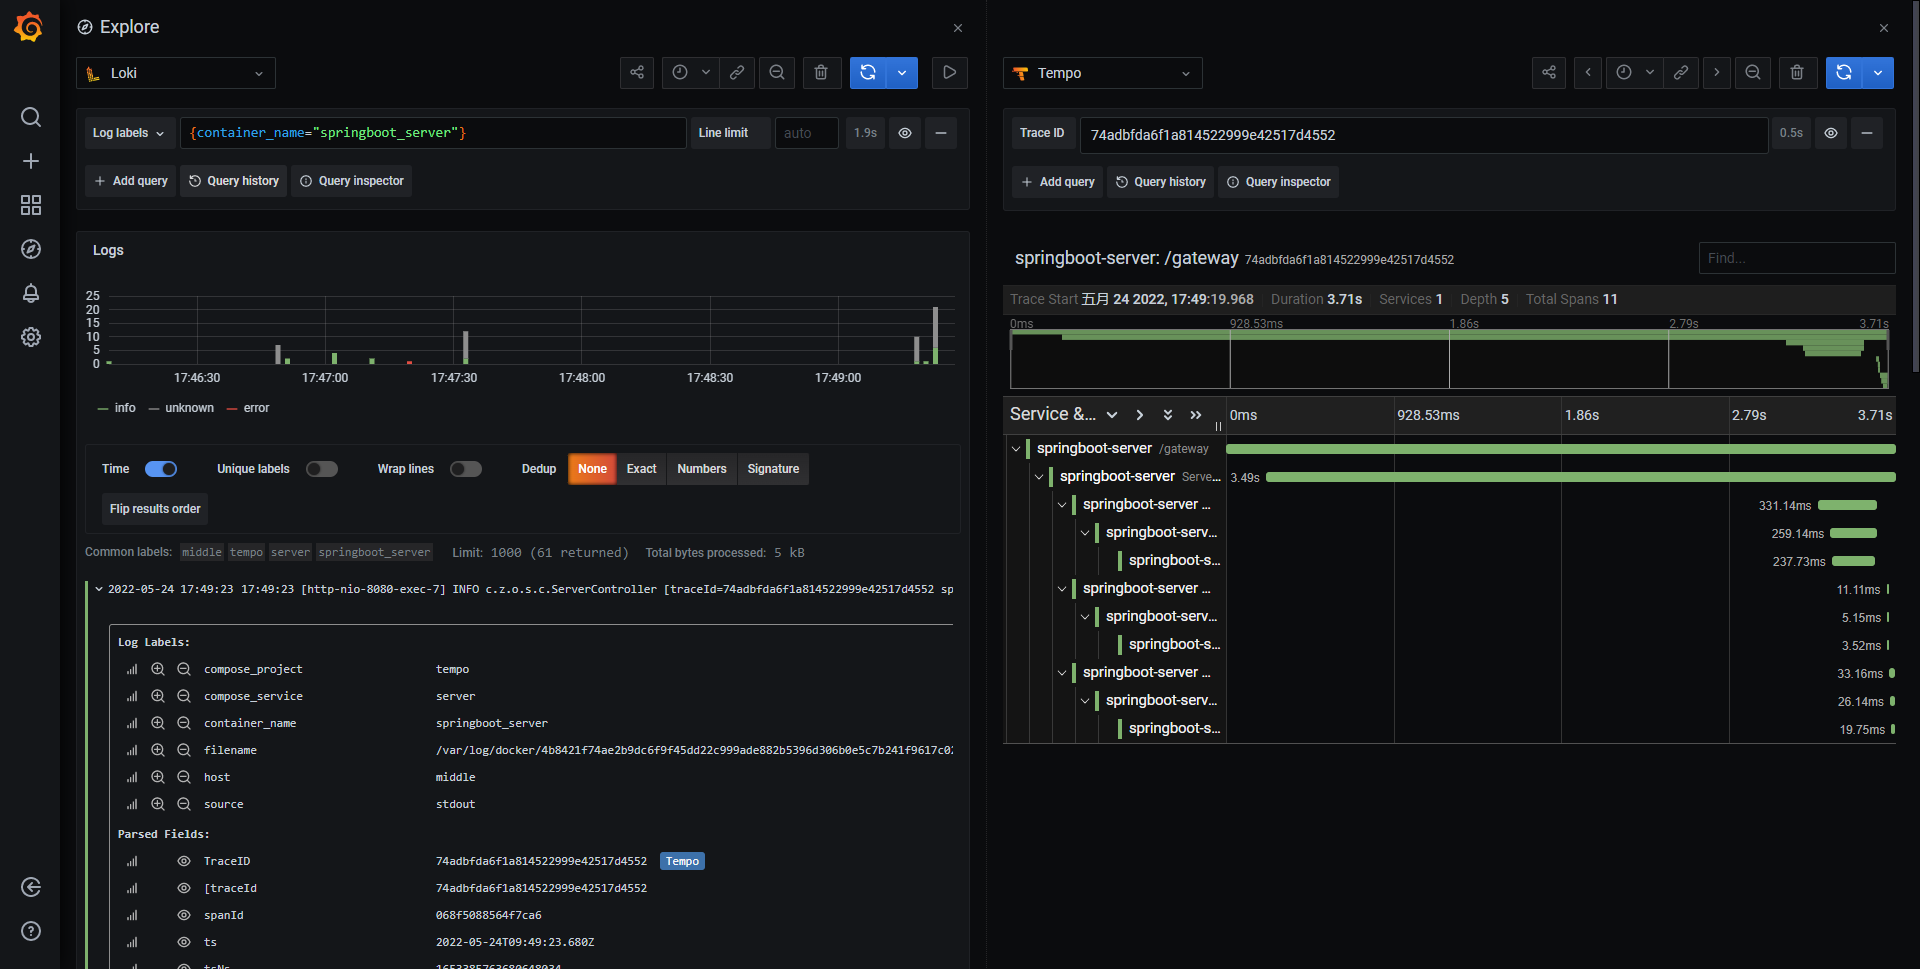 Explore
Loki
Log labels
{container_name="springboot_server"}
Line limit
auto
1.9s
Add query
Query history
Query inspector
Logs
25
20
15
10
5
0
17:46:30
17:47:00
17:47:30
17:48:00
17:48:30
17:49:00
info
unknown
error
Time
Unique labels
Wrap lines
Dedup
None
Exact
Numbers
Signature
Flip results order
Common labels: middle tempo server springboot_server Limit: 1000 (61 returned) Total bytes processed: 5 kB
2022-05-24 17:49:23 17:49:23 [http-nio-8080-exec-7] INFO c.z.o.s.c.ServerController [traceId=74adbfda6f1a814522999e42517d4552 sp
Log Labels:
compose_project tempo
compose_service server
container_name springboot_server
filename /var/log/docker/4b8421f74ae2b9dc6f9f45dd22c999ade882b5396d306b0e5c7b241f9617c02
host middle
source stdout
Parsed Fields:
TraceID 74adbfda6f1a814522999e42517d4552 Tempo
[traceId 74adbfda6f1a814522999e42517d4552
spanId 068f5088564f7ca6
ts 2022-05-24T09:49:23.680Z
Tempo
Trace ID
74adbfda6f1a814522999e42517d4552
0.5s
Add query
Query history
Query inspector
springboot-server: /gateway 74adbfda6f1a814522999e42517d4552
Find...
Trace Start 五月 24 2022, 17:49:19.968 Duration 3.71s Services 1 Depth 5 Total Spans 11
0ms 928.53ms 1.86s 2.79s 3.71s
Service &... 0ms 928.53ms 1.86s 2.79s 3.71s
springboot-server /gateway
springboot-server Serve... 3.49s
springboot-server ... 331.14ms
springboot-serv... 259.14ms
springboot-s... 237.73ms
springboot-server ... 11.11ms
springboot-serv... 5.15ms
springboot-s... 3.52ms
springboot-server ... 33.16ms
springboot-serv... 26.14ms
springboot-s... 19.75ms